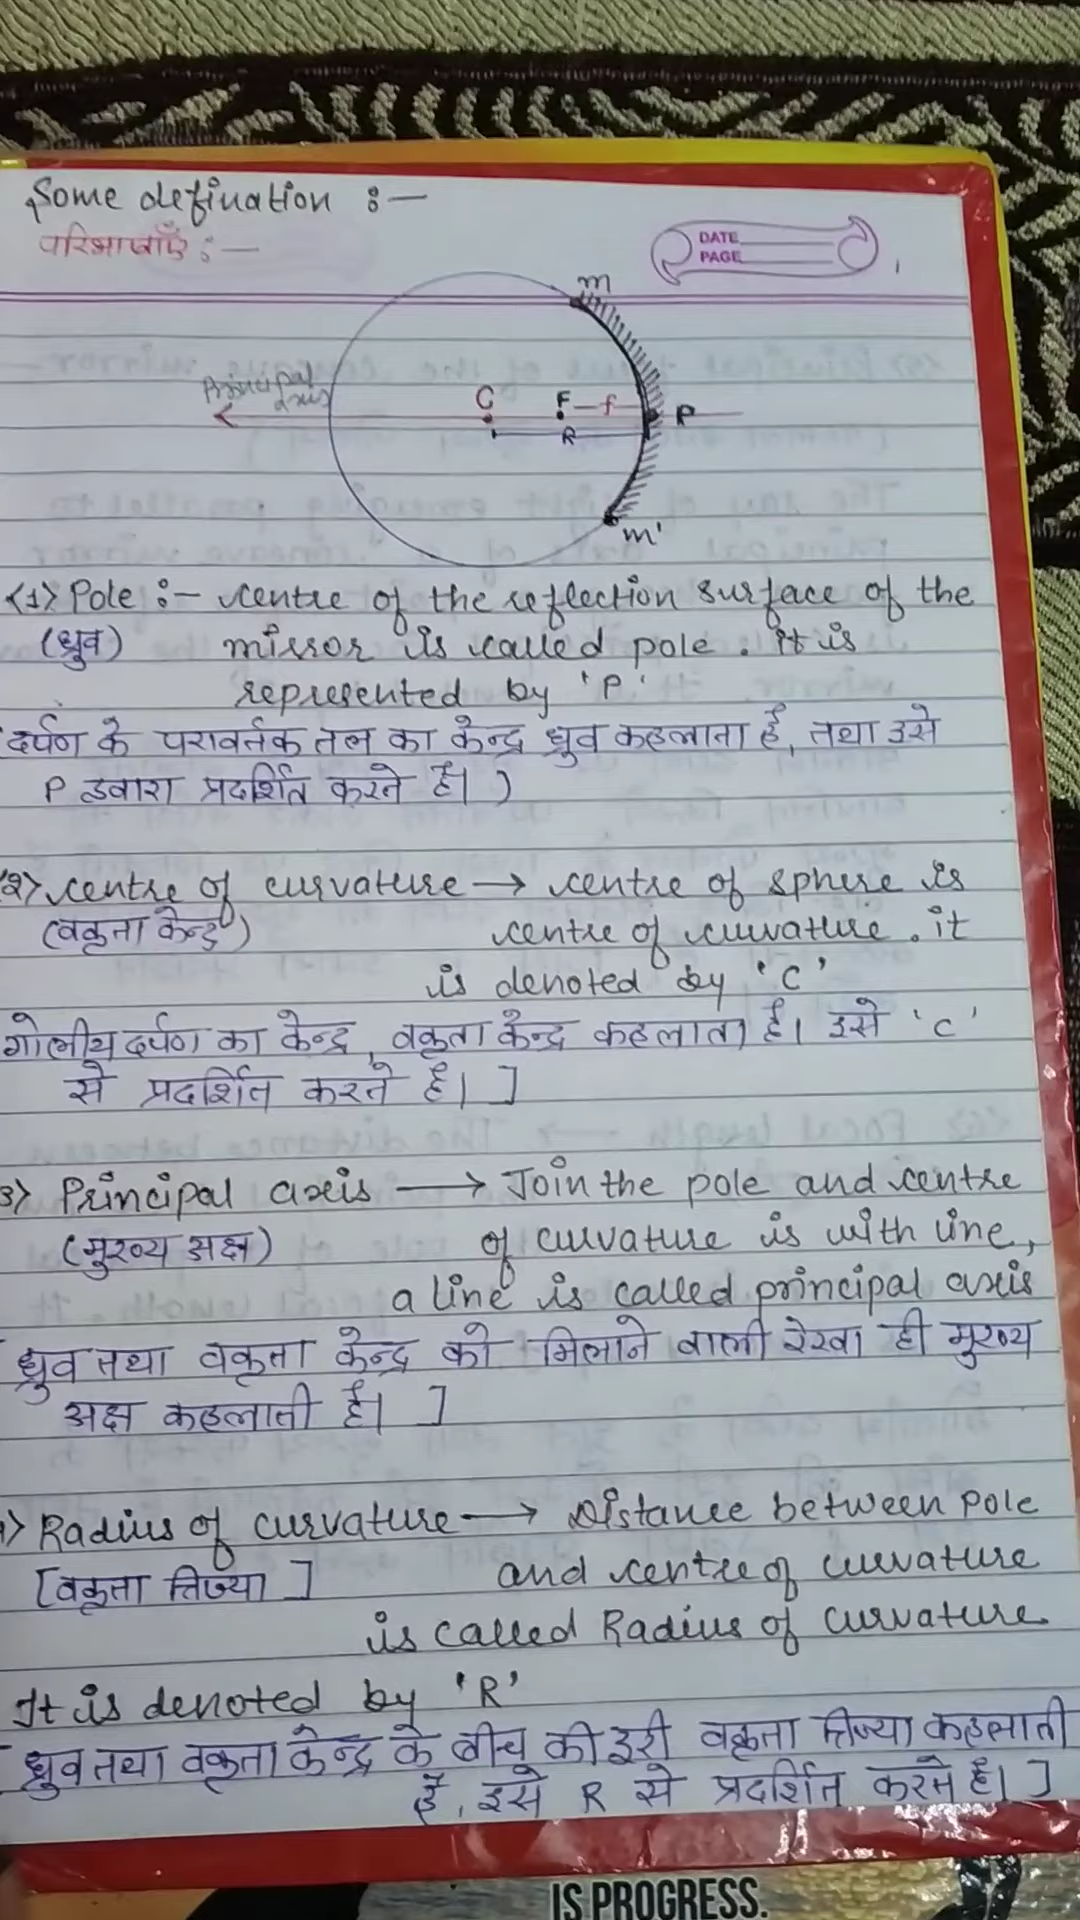 Some defination :—
परिभाषाएँ :—
DATE
PAGE
m
Principal
axis
C
F
f
P
R
m'
<1> Pole :- centre of the reflection surface of the
(ध्रुव) mirror is called pole. it is
represented by 'P'
दर्पण के परावर्तक तल का केन्द्र ध्रुव कहलाता है, तथा उसे
P डवारा प्रदर्शित करते है। )
(2) centre of curvature → centre of sphere is
(वक्रता केन्द्र) centre of curvature. it
is denoted by 'C'
गोलीय दर्पण का केन्द्र, वक्रता केन्द्र कहलाता है। उसे 'C'
से प्रदर्शित करते है। ]
3) Principal axis → Join the pole and centre
(मुख्य अक्ष) of curvature is with line,
a line is called principal axis
ध्रुव तथा वक्रता केन्द्र को मिलाने वाली रेखा ही मुख्य
अक्ष कहलाती है। ]
) Radius of curvature → Distance between pole
[वक्रता त्रिज्या] and centre of curvature
is called Radius of curvature
It is denoted by 'R'
ध्रुव तथा वक्रता केन्द्र के बीच की दूरी वक्रता त्रिज्या कहलाती
है, इसे R से प्रदर्शित करते है। ]
IS PROGRESS.